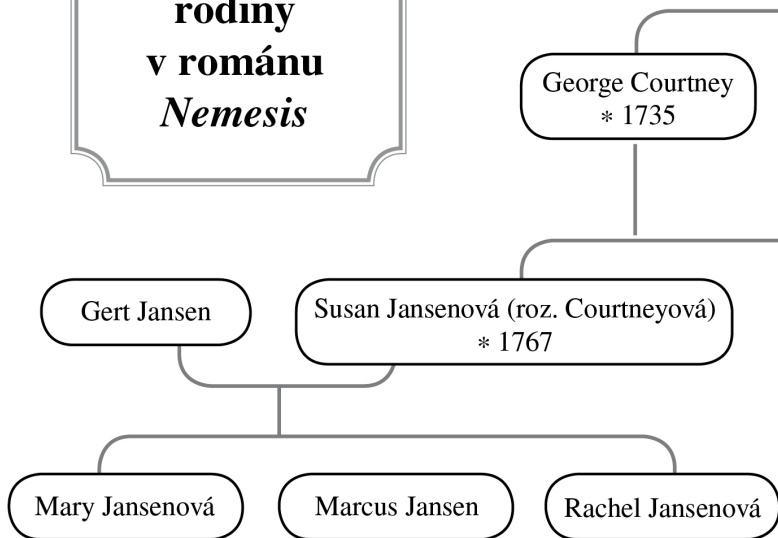 rodiny
v románu
Nemesis
George Courtney
* 1735
Gert Jansen
Susan Jansenová (roz. Courtneyová)
* 1767
Mary Jansenová
Marcus Jansen
Rachel Jansenová